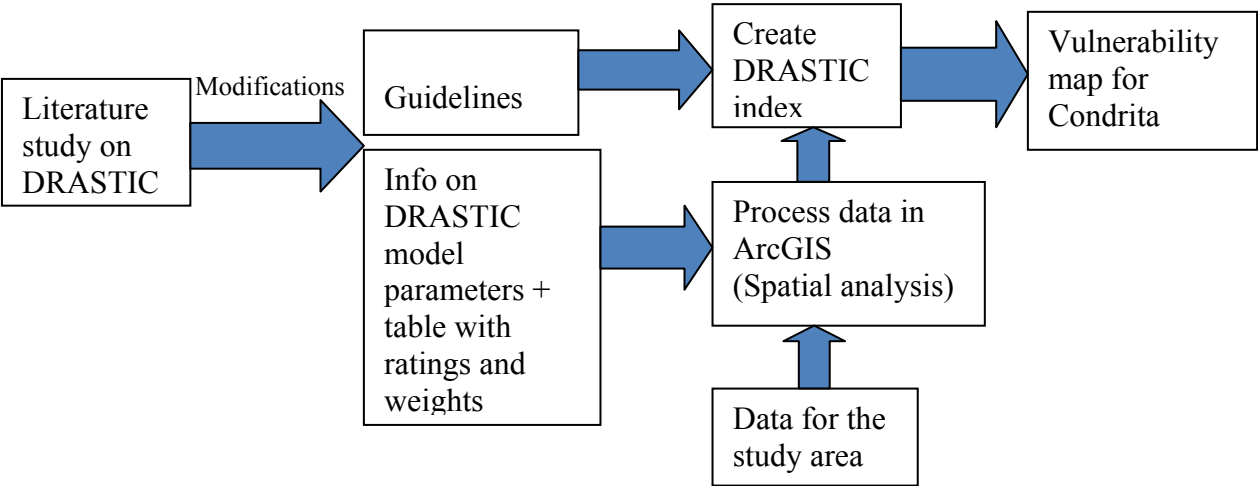 Literature
study on
DRASTIC
Modifications
Guidelines
Info on
DRASTIC
model
parameters +
table with
ratings and
weights
Create
DRASTIC
index
Process data in
ArcGIS
(Spatial analysis)
Data for the
study area
Vulnerability
map for
Condrita